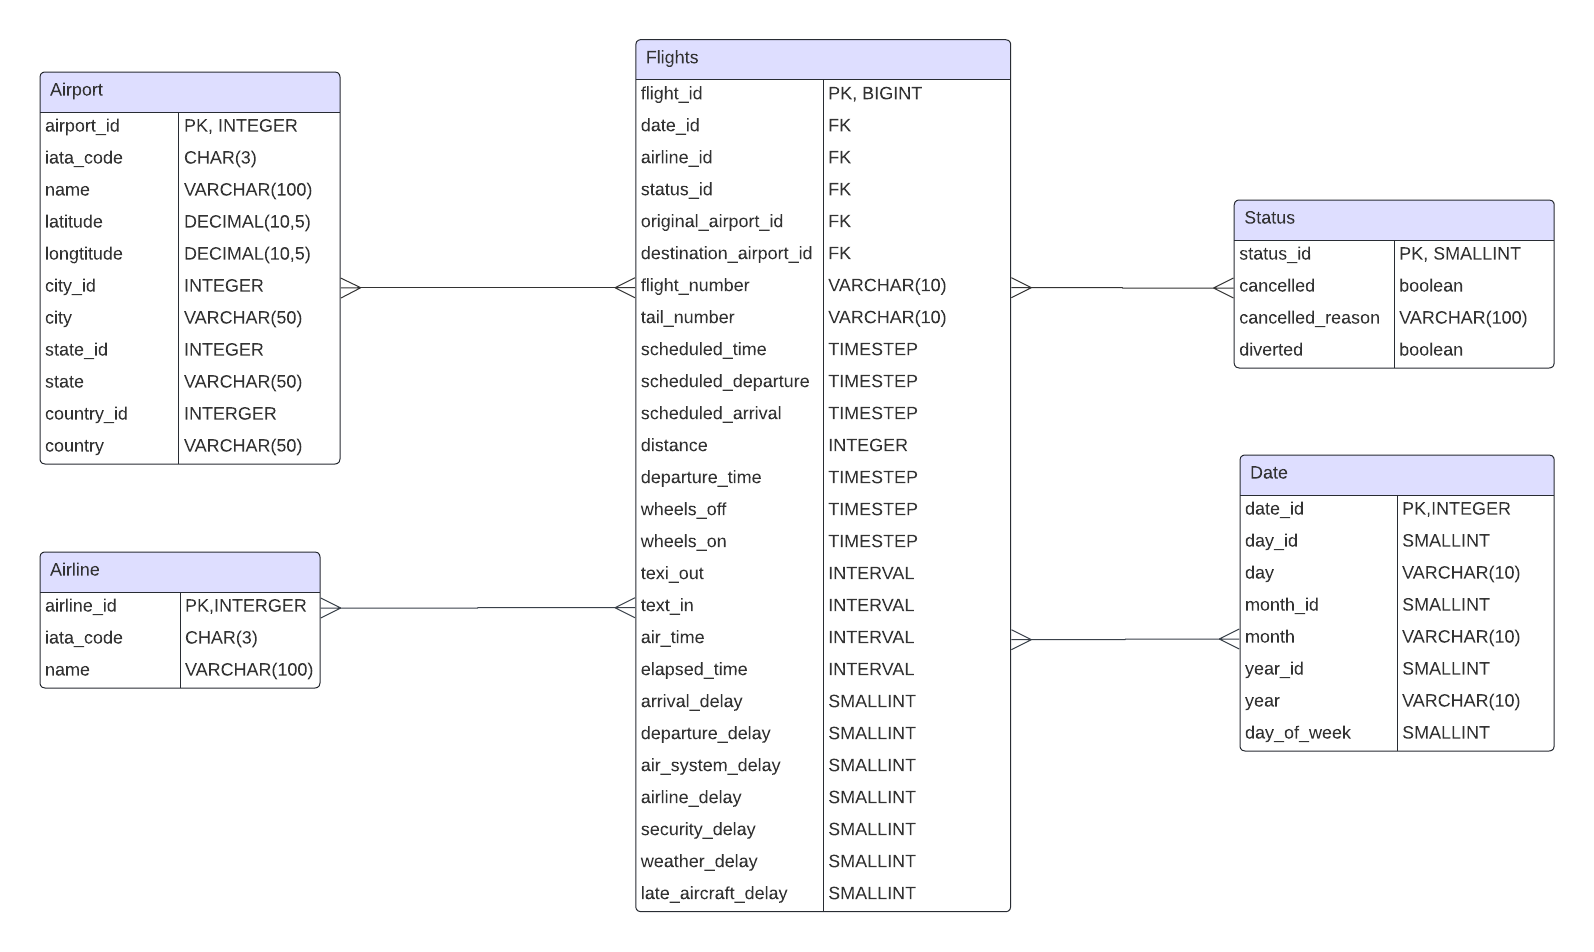 Airport
airport_id PK, INTEGER
iata_code CHAR(3)
name VARCHAR(100)
latitude DECIMAL(10,5)
longtitude DECIMAL(10,5)
city_id INTEGER
city VARCHAR(50)
state_id INTEGER
state VARCHAR(50)
country_id INTERGER
country VARCHAR(50)
Airline
airline_id PK,INTERGER
iata_code CHAR(3)
name VARCHAR(100)
Flights
flight_id PK, BIGINT
date_id FK
airline_id FK
status_id FK
original_airport_id FK
destination_airport_id FK
flight_number VARCHAR(10)
tail_number VARCHAR(10)
scheduled_time TIMESTEP
scheduled_departure TIMESTEP
scheduled_arrival TIMESTEP
distance INTEGER
departure_time TIMESTEP
wheels_off TIMESTEP
wheels_on TIMESTEP
texi_out INTERVAL
text_in INTERVAL
air_time INTERVAL
elapsed_time INTERVAL
arrival_delay SMALLINT
departure_delay SMALLINT
air_system_delay SMALLINT
airline_delay SMALLINT
security_delay SMALLINT
weather_delay SMALLINT
late_aircraft_delay SMALLINT
Status
status_id PK, SMALLINT
cancelled boolean
cancelled_reason VARCHAR(100)
diverted boolean
Date
date_id PK,INTEGER
day_id SMALLINT
day VARCHAR(10)
month_id SMALLINT
month VARCHAR(10)
year_id SMALLINT
year VARCHAR(10)
day_of_week SMALLINT